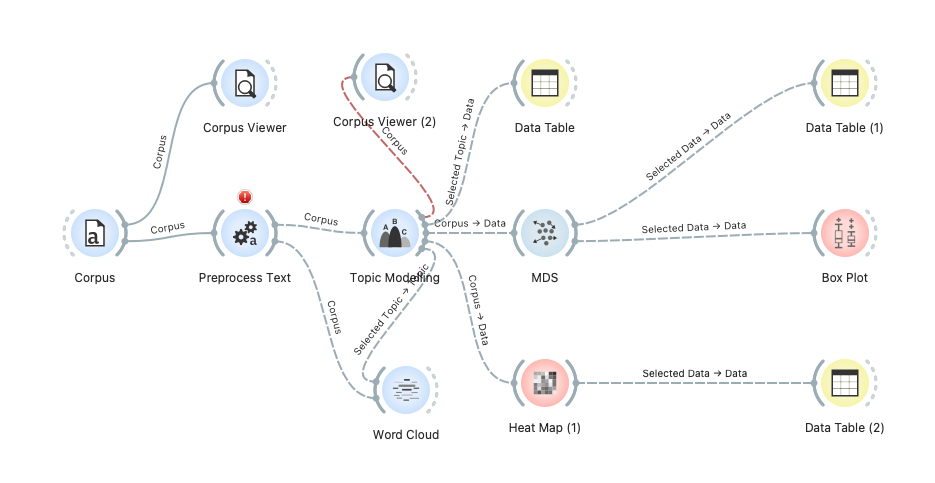 Corpus Viewer
Corpus Viewer (2)
Data Table
Data Table (1)
Corpus
Corpus
Selected Topic → Data
Selected Data → Data
Corpus
a
Corpus
Corpus
a
Preprocess Text
Corpus
A
B
C
Topic Modelling
Corpus → Data
MDS
Selected Data → Data
Box Plot
Corpus
Selected Topic → Topic
Corpus → Data
Word Cloud
Heat Map (1)
Selected Data → Data
Data Table (2)